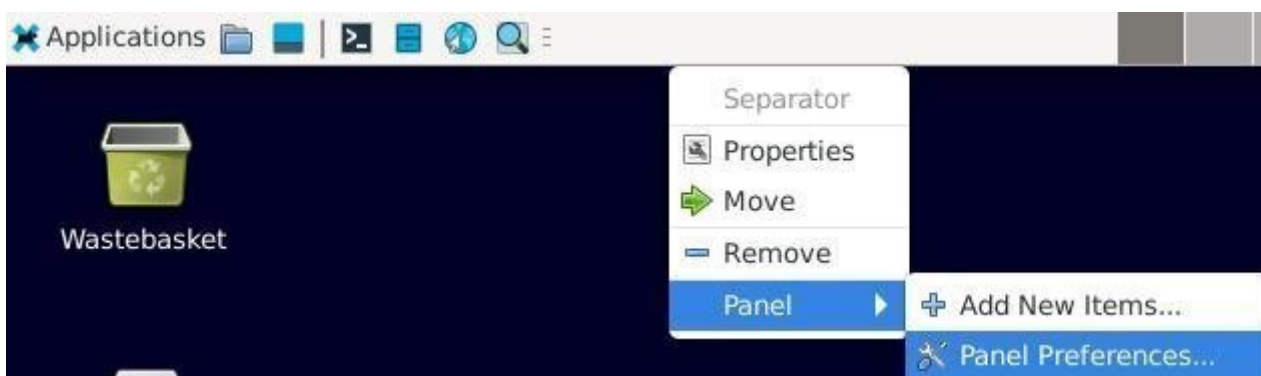 Applications
Separator
Properties
Move
Wastebasket
Remove
Panel
Add New Items...
Panel Preferences...